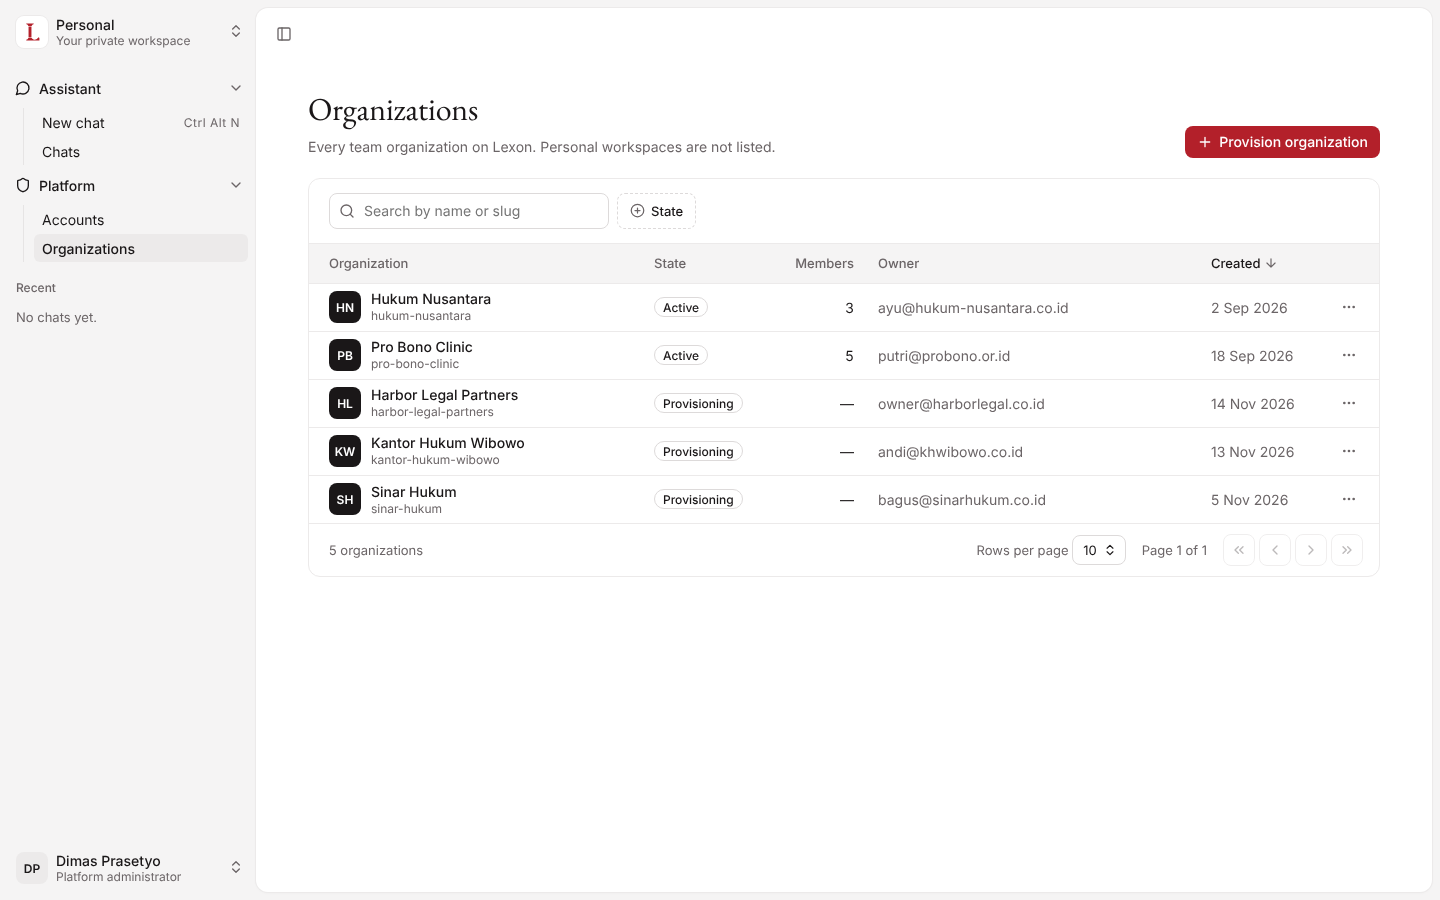 L
Personal
Your private workspace
Assistant
New chat
Ctrl Alt N
Chats
Platform
Accounts
Organizations
Recent
No chats yet.
DP
Dimas Prasetyo
Platform administrator
Organizations
Every team organization on Lexon. Personal workspaces are not listed.
Provision organization
Search by name or slug
State
Organization State Members Owner Created
HN Hukum Nusantara
hukum-nusantara
Active 3 ayu@hukum-nusantara.co.id 2 Sep 2026
PB Pro Bono Clinic
pro-bono-clinic
Active 5 putri@probono.or.id 18 Sep 2026
HL Harbor Legal Partners
harbor-legal-partners
Provisioning — owner@harborlegal.co.id 14 Nov 2026
KW Kantor Hukum Wibowo
kantor-hukum-wibowo
Provisioning — andi@khwibowo.co.id 13 Nov 2026
SH Sinar Hukum
sinar-hukum
Provisioning — bagus@sinarhukum.co.id 5 Nov 2026
5 organizations
Rows per page 10
Page 1 of 1